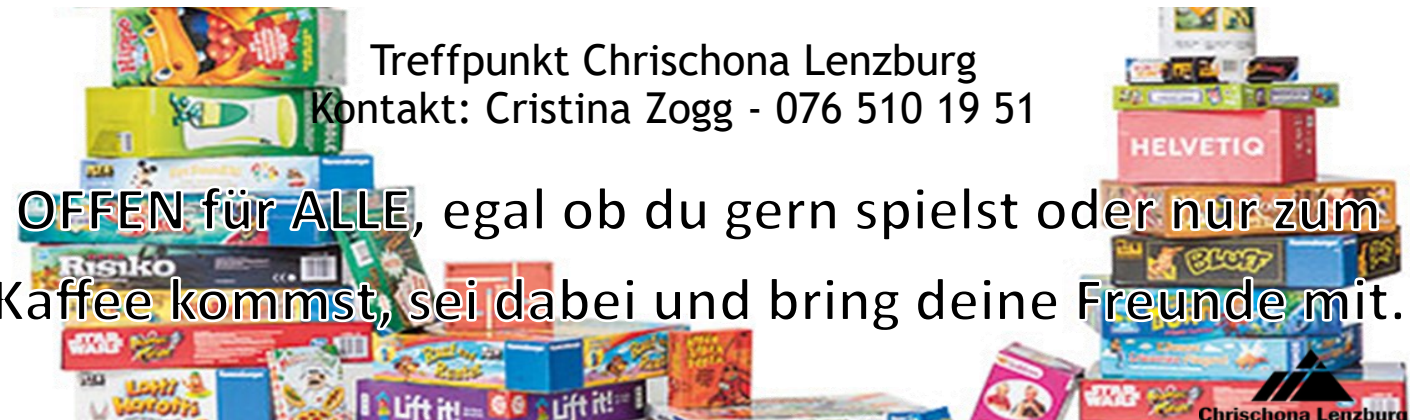 Treffpunkt Chrischona Lenzburg
Kontakt: Cristina Zogg - 076 510 19 51
HELVETIQ
OFFEN für ALLE, egal ob du gern spielst oder nur zum
RISIKO
BLUFF
Kaffee kommst, sei dabei und bring deine Freunde mit.
STAR WARS
Lift it!
Lift it!
STAR WARS
Chrischona Lenzburg